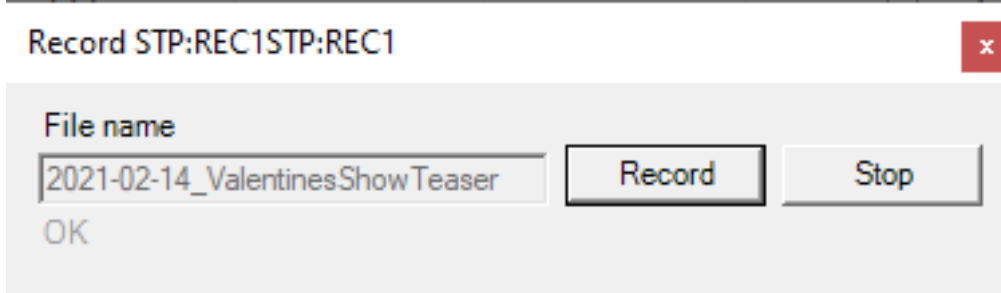 Record STP:REC1STP:REC1
x
File name
2021-02-14_ValentinesShowTeaser
Record
Stop
OK